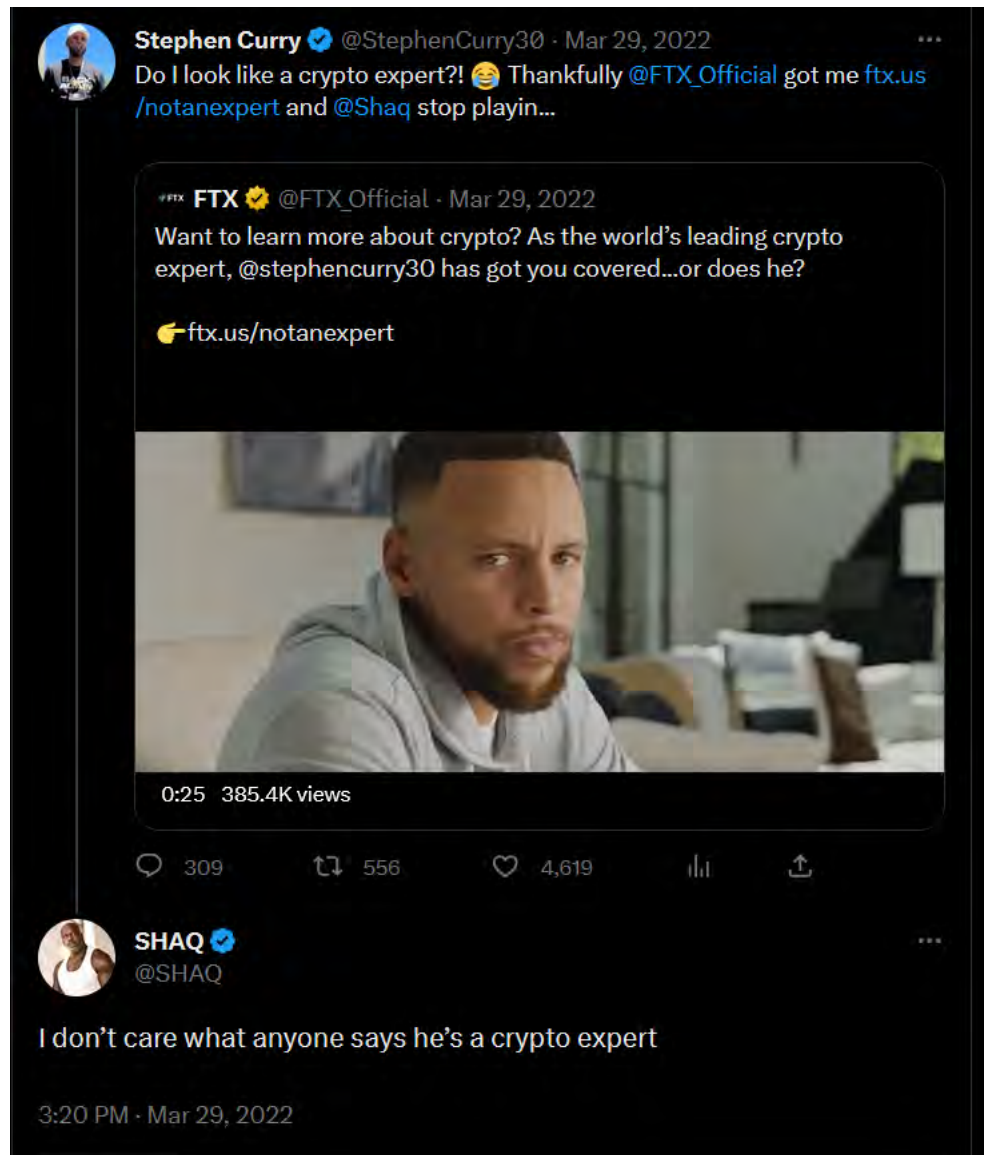 Stephen Curry @StephenCurry30 · Mar 29, 2022
Do I look like a crypto expert?! 😂 Thankfully @FTX_Official got me ftx.us
/notanexpert and @Shaq stop playin...
FTX FTX @FTX_Official · Mar 29, 2022
Want to learn more about crypto? As the world's leading crypto
expert, @stephencurry30 has got you covered...or does he?
👉ftx.us/notanexpert
0:25 385.4K views
309 556 4,619
SHAQ
@SHAQ
I don't care what anyone says he's a crypto expert
3:20 PM · Mar 29, 2022